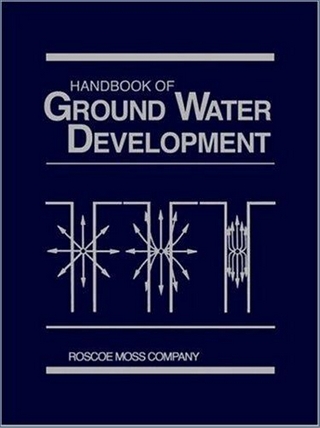 HANDBOOK OF
GROUND WATER
DEVELOPMENT
ROSCOE MOSS COMPANY